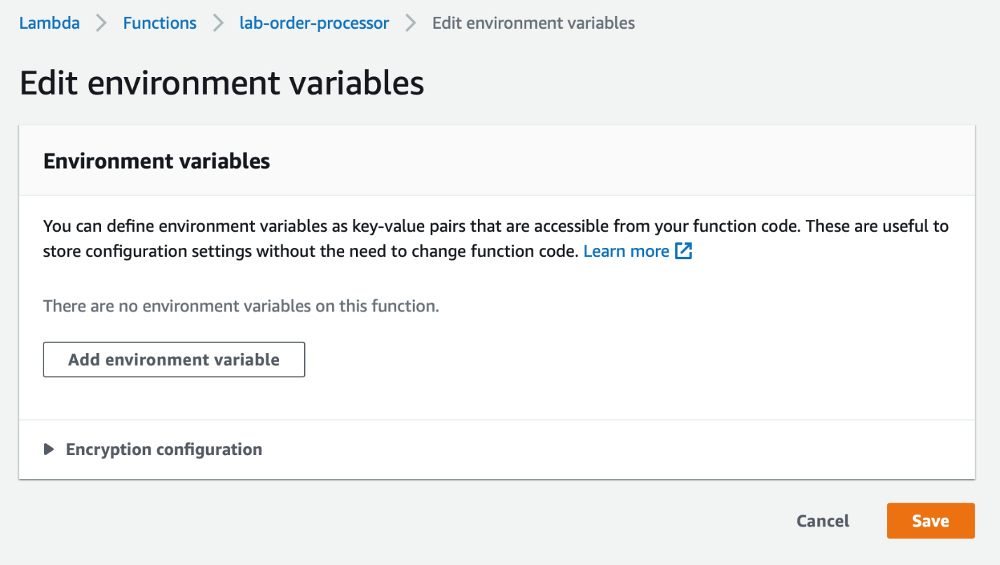 Lambda > Functions > lab-order-processor > Edit environment variables
Edit environment variables
Environment variables
You can define environment variables as key-value pairs that are accessible from your function code. These are useful to
store configuration settings without the need to change function code. Learn more
There are no environment variables on this function.
Add environment variable
Encryption configuration
Cancel Save